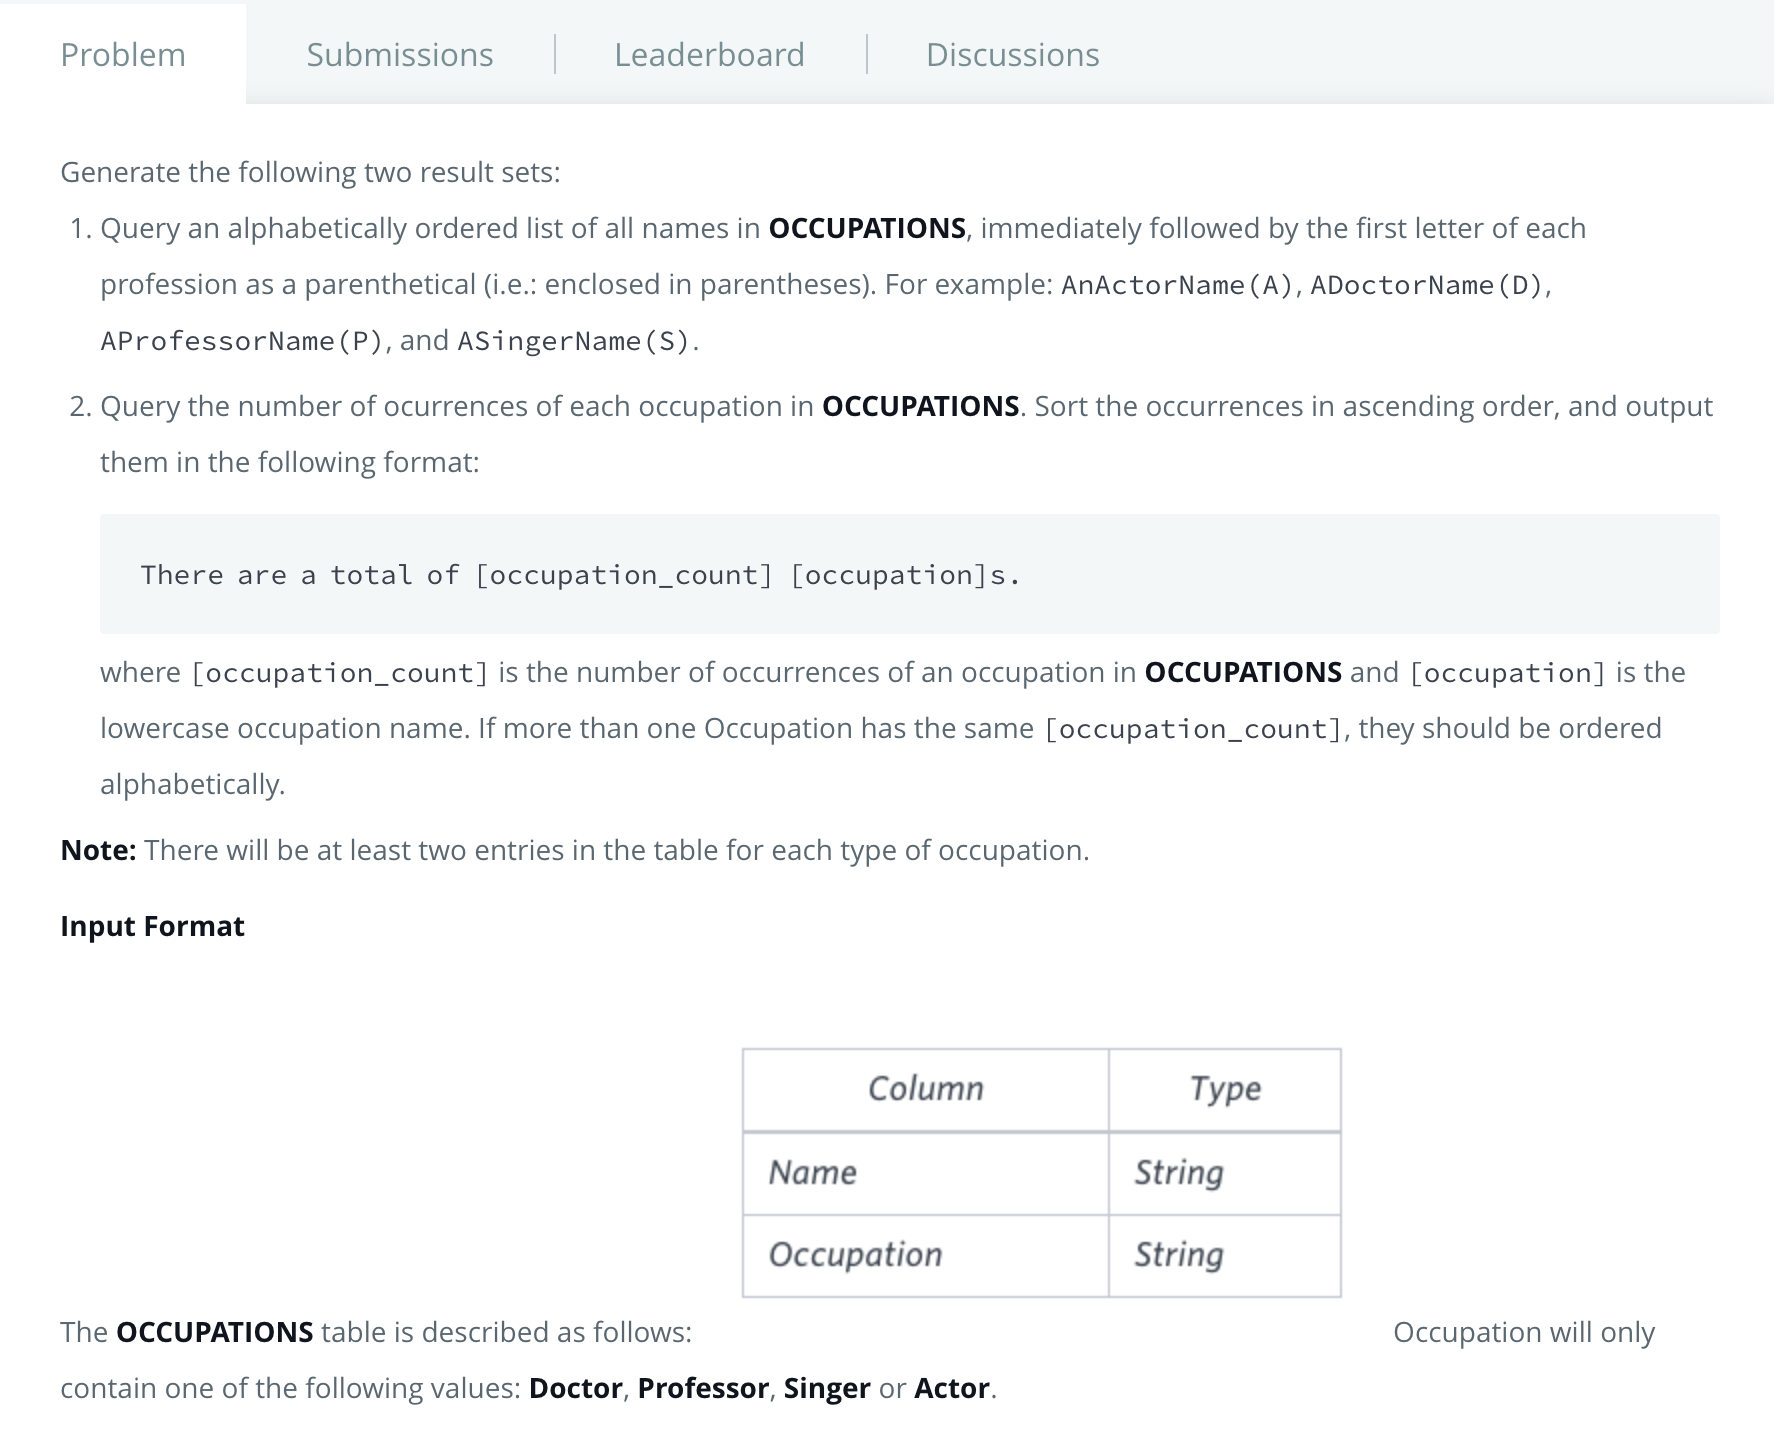 Problem Submissions Leaderboard Discussions
Generate the following two result sets:
1. Query an alphabetically ordered list of all names in OCCUPATIONS, immediately followed by the first letter of each
profession as a parenthetical (i.e.: enclosed in parentheses). For example: AnActorName(A), ADoctorName(D),
AProfessorName(P), and ASingerName(S).
2. Query the number of ocurrences of each occupation in OCCUPATIONS. Sort the occurrences in ascending order, and output
them in the following format:
There are a total of [occupation_count] [occupation]s.
where [occupation_count] is the number of occurrences of an occupation in OCCUPATIONS and [occupation] is the
lowercase occupation name. If more than one Occupation has the same [occupation_count], they should be ordered
alphabetically.
Note: There will be at least two entries in the table for each type of occupation.
Input Format
Column Type
Name String
Occupation String
The OCCUPATIONS table is described as follows: Occupation will only
contain one of the following values: Doctor, Professor, Singer or Actor.